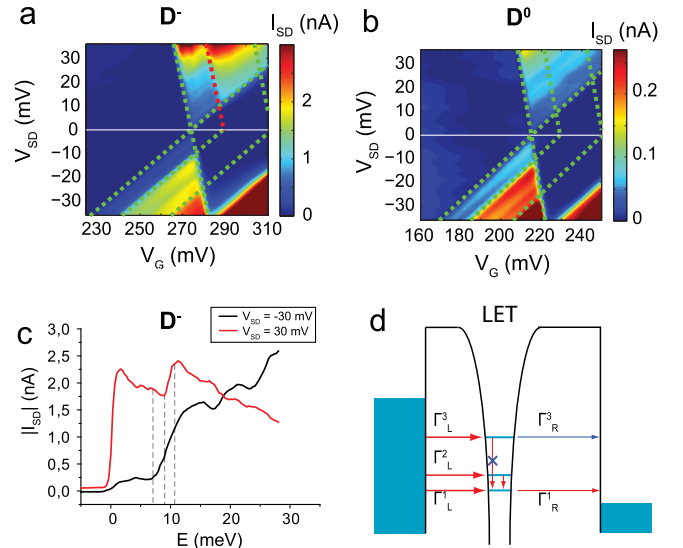 a
D⁻
I_SD (nA)
V_SD (mV)
30
20
10
0
−10
−20
−30
230
250
270
290
310
V_G (mV)
2
1
0
b
D⁰
I_SD (nA)
V_SD (mV)
30
20
10
0
−10
−20
−30
160
180
200
220
240
V_G (mV)
0.2
0.1
0
c
D⁻
V_SD = -30 mV
V_SD = 30 mV
|I_SD| (nA)
3,0
2,5
2,0
1,5
1,0
0,5
0,0
0
10
20
30
E (meV)
d
LET
Γ³_L
Γ³_R
Γ²_L
Γ¹_L
Γ¹_R